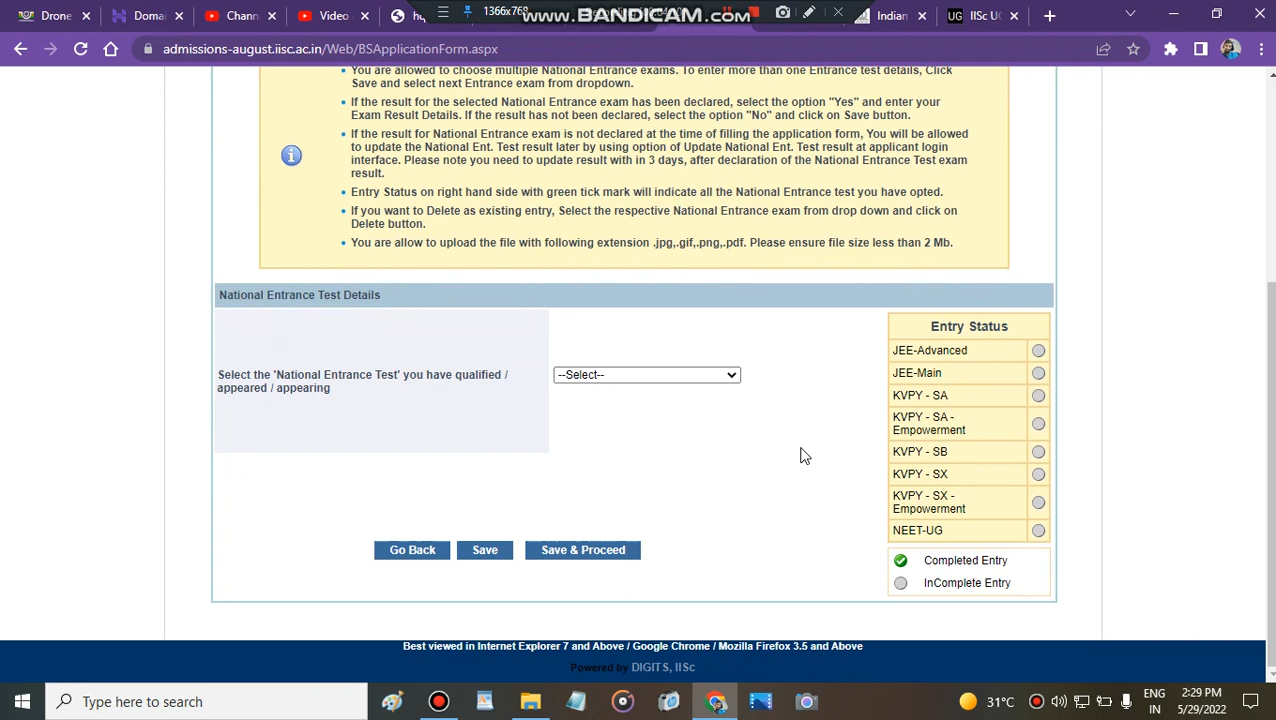 Drone
Domai
Chann
Video
ho
1366x768
www.BANDICAM.com
Indian
UG IISc UG
admissions-august.iisc.ac.in/Web/BSApplicationForm.aspx
You are allowed to choose multiple National Entrance exams. To enter more than one Entrance test details, Click
Save and select next Entrance exam from dropdown.
If the result for the selected National Entrance exam has been declared, select the option "Yes" and enter your
Exam Result Details. If the result has not been declared, select the option "No" and click on Save button.
If the result for National Entrance exam is not declared at the time of filling the application form, You will be allowed
to update the National Ent. Test result later by using option of Update National Ent. Test result at applicant login
interface. Please note you need to update result with in 3 days, after declaration of the National Entrance Test exam
result.
Entry Status on right hand side with green tick mark will indicate all the National Entrance test you have opted.
If you want to Delete as existing entry, Select the respective National Entrance exam from drop down and click on
Delete button.
You are allow to upload the file with following extension .jpg,.gif,.png,.pdf. Please ensure file size less than 2 Mb.
National Entrance Test Details
Select the 'National Entrance Test' you have qualified /
appeared / appearing
--Select--
Entry Status
JEE-Advanced
JEE-Main
KVPY - SA
KVPY - SA -
Empowerment
KVPY - SB
KVPY - SX
KVPY - SX -
Empowerment
NEET-UG
Completed Entry
InComplete Entry
Go Back Save Save & Proceed
Best viewed in Internet Explorer 7 and Above / Google Chrome / Mozilla Firefox 3.5 and Above
Powered by DIGITS, IISc
Type here to search
31°C
ENG
IN
2:29 PM
5/29/2022